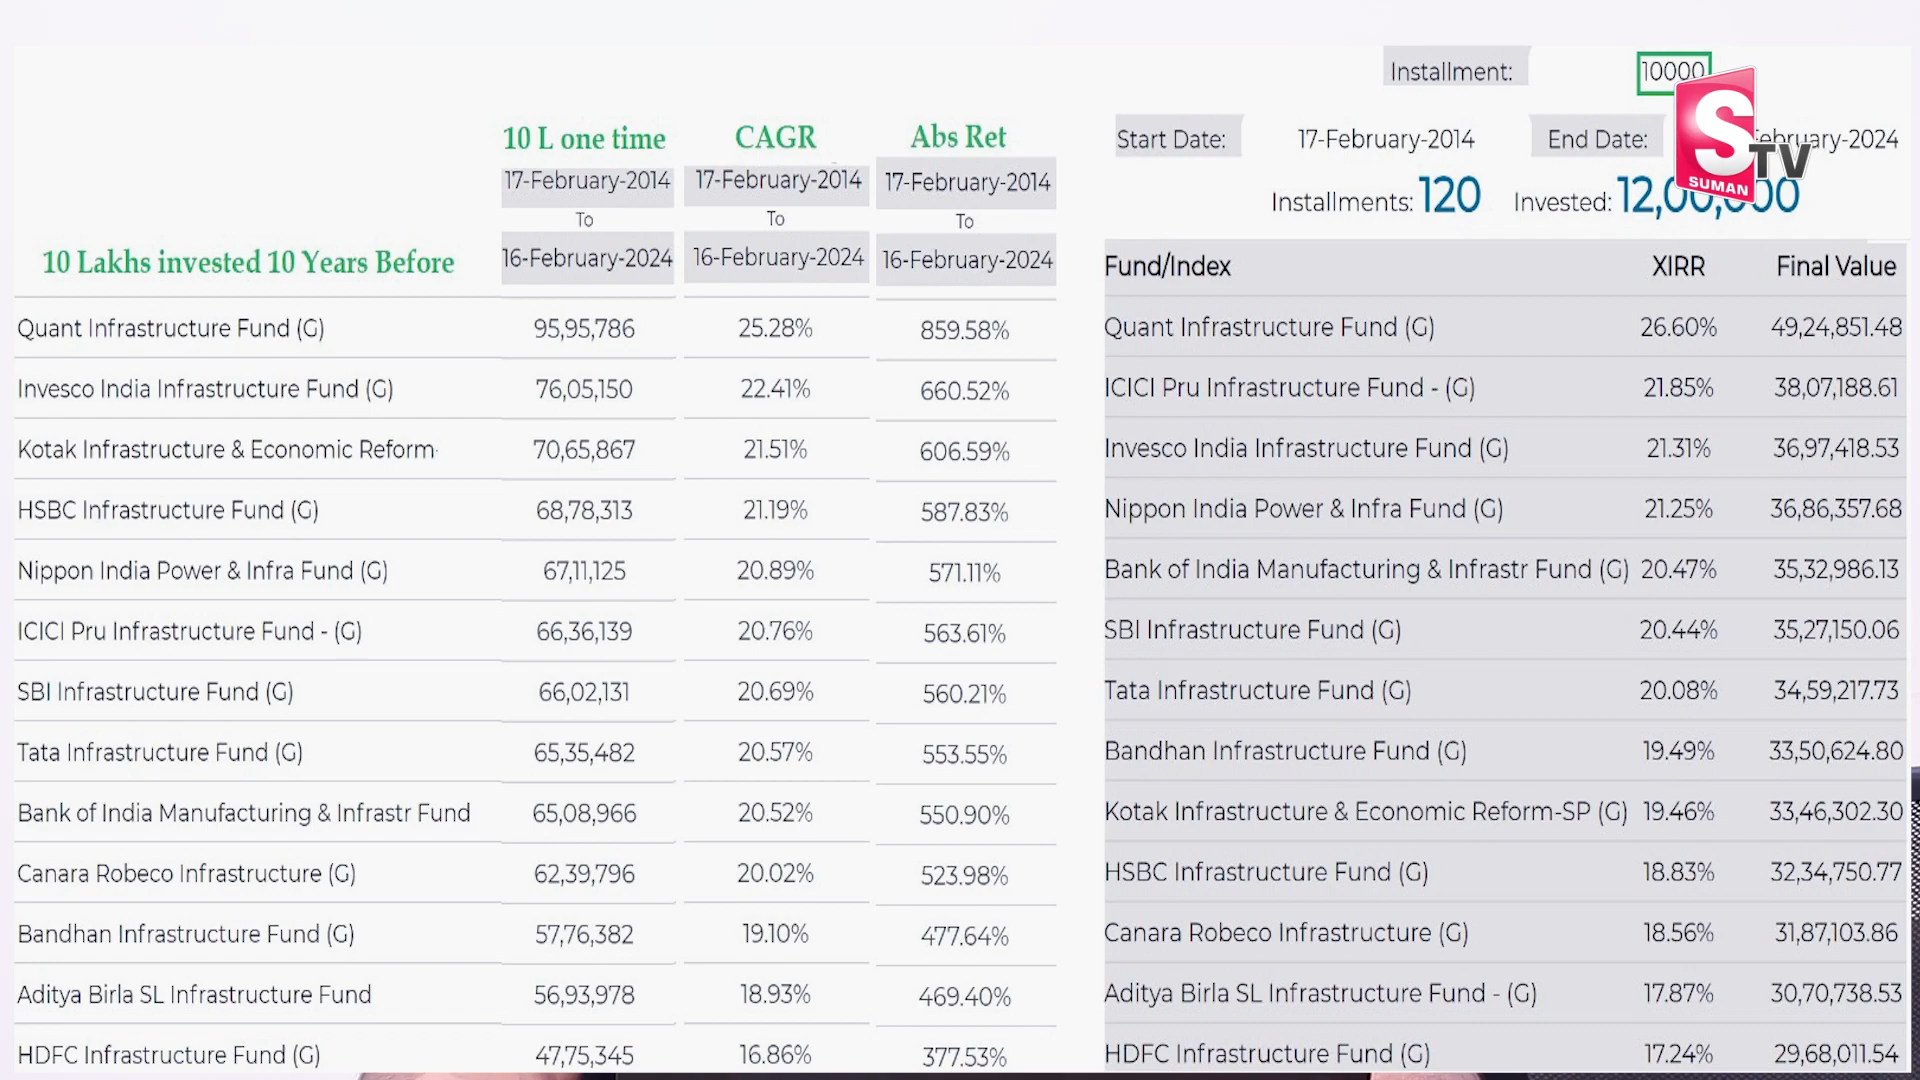 Installment: 10000
10 L one time CAGR Abs Ret
Start Date: 17-February-2014 End Date: February-2024
17-February-2014 17-February-2014 17-February-2014
S TV
SUMAN
Installments: 120 Invested: 12,00,000
To To To
16-February-2024 16-February-2024 16-February-2024
10 Lakhs invested 10 Years Before
Fund/Index XIRR Final Value
Quant Infrastructure Fund (G) 95,95,786 25.28% 859.58%
Quant Infrastructure Fund (G) 26.60% 49,24,851.48
Invesco India Infrastructure Fund (G) 76,05,150 22.41% 660.52%
ICICI Pru Infrastructure Fund - (G) 21.85% 38,07,188.61
Kotak Infrastructure & Economic Reform- 70,65,867 21.51% 606.59%
Invesco India Infrastructure Fund (G) 21.31% 36,97,418.53
HSBC Infrastructure Fund (G) 68,78,313 21.19% 587.83%
Nippon India Power & Infra Fund (G) 21.25% 36,86,357.68
Nippon India Power & Infra Fund (G) 67,11,125 20.89% 571.11%
Bank of India Manufacturing & Infrastr Fund (G) 20.47% 35,32,986.13
ICICI Pru Infrastructure Fund - (G) 66,36,139 20.76% 563.61%
SBI Infrastructure Fund (G) 20.44% 35,27,150.06
SBI Infrastructure Fund (G) 66,02,131 20.69% 560.21%
Tata Infrastructure Fund (G) 20.08% 34,59,217.73
Tata Infrastructure Fund (G) 65,35,482 20.57% 553.55%
Bandhan Infrastructure Fund (G) 19.49% 33,50,624.80
Bank of India Manufacturing & Infrastr Fund 65,08,966 20.52% 550.90%
Kotak Infrastructure & Economic Reform-SP (G) 19.46% 33,46,302.30
Canara Robeco Infrastructure (G) 62,39,796 20.02% 523.98%
HSBC Infrastructure Fund (G) 18.83% 32,34,750.77
Bandhan Infrastructure Fund (G) 57,76,382 19.10% 477.64%
Canara Robeco Infrastructure (G) 18.56% 31,87,103.86
Aditya Birla SL Infrastructure Fund 56,93,978 18.93% 469.40%
Aditya Birla SL Infrastructure Fund - (G) 17.87% 30,70,738.53
HDFC Infrastructure Fund (G) 47,75,345 16.86% 377.53%
HDFC Infrastructure Fund (G) 17.24% 29,68,011.54